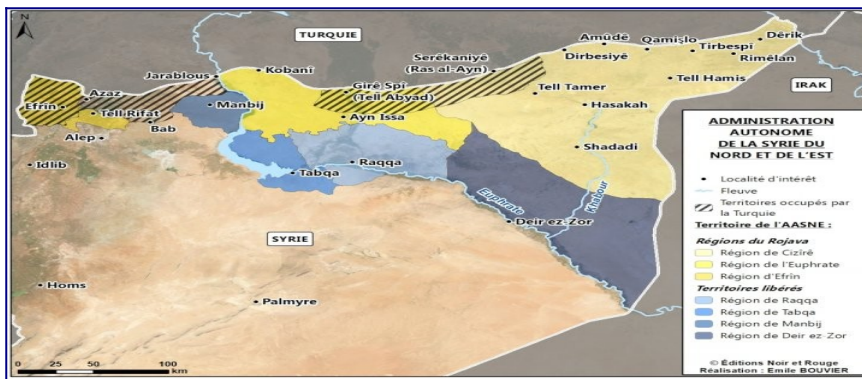 N
TURQUIE
Amûdê
Qamişlo
Dêrik
Serêkaniyê
(Ras al-Ayn)
Dirbesiyê
Tirbespî
Rimêlan
Jarablous
Kobanî
Girê Spî
(Tell Abyad)
Tell Tamer
Tell Hamis
IRAK
Azaz
Efrîn
Tell Rifat
Manbij
Hasakah
Bab
Ayn Issa
Alep
Shadadi
Idlib
Raqqa
Tabqa
Euphrate
Khabour
Deir ez-Zor
SYRIE
Homs
Palmyre
0 20 40 60 80 100
km
ADMINISTRATION
AUTONOME
DE LA SYRIE DU
NORD ET DE L'EST
Localité d'intérêt
Fleuve
Territoires occupés par
la Turquie
Territoire de l'AASNE :
Régions du Rojava
Région de Cizîrê
Région de l'Euphrate
Région d'Efrîn
Territoires libérés
Région de Raqqa
Région de Tabqa
Région de Manbij
Région de Deir ez-Zor
© Éditions Noir et Rouge
Réalisation : Emile BOUVIER